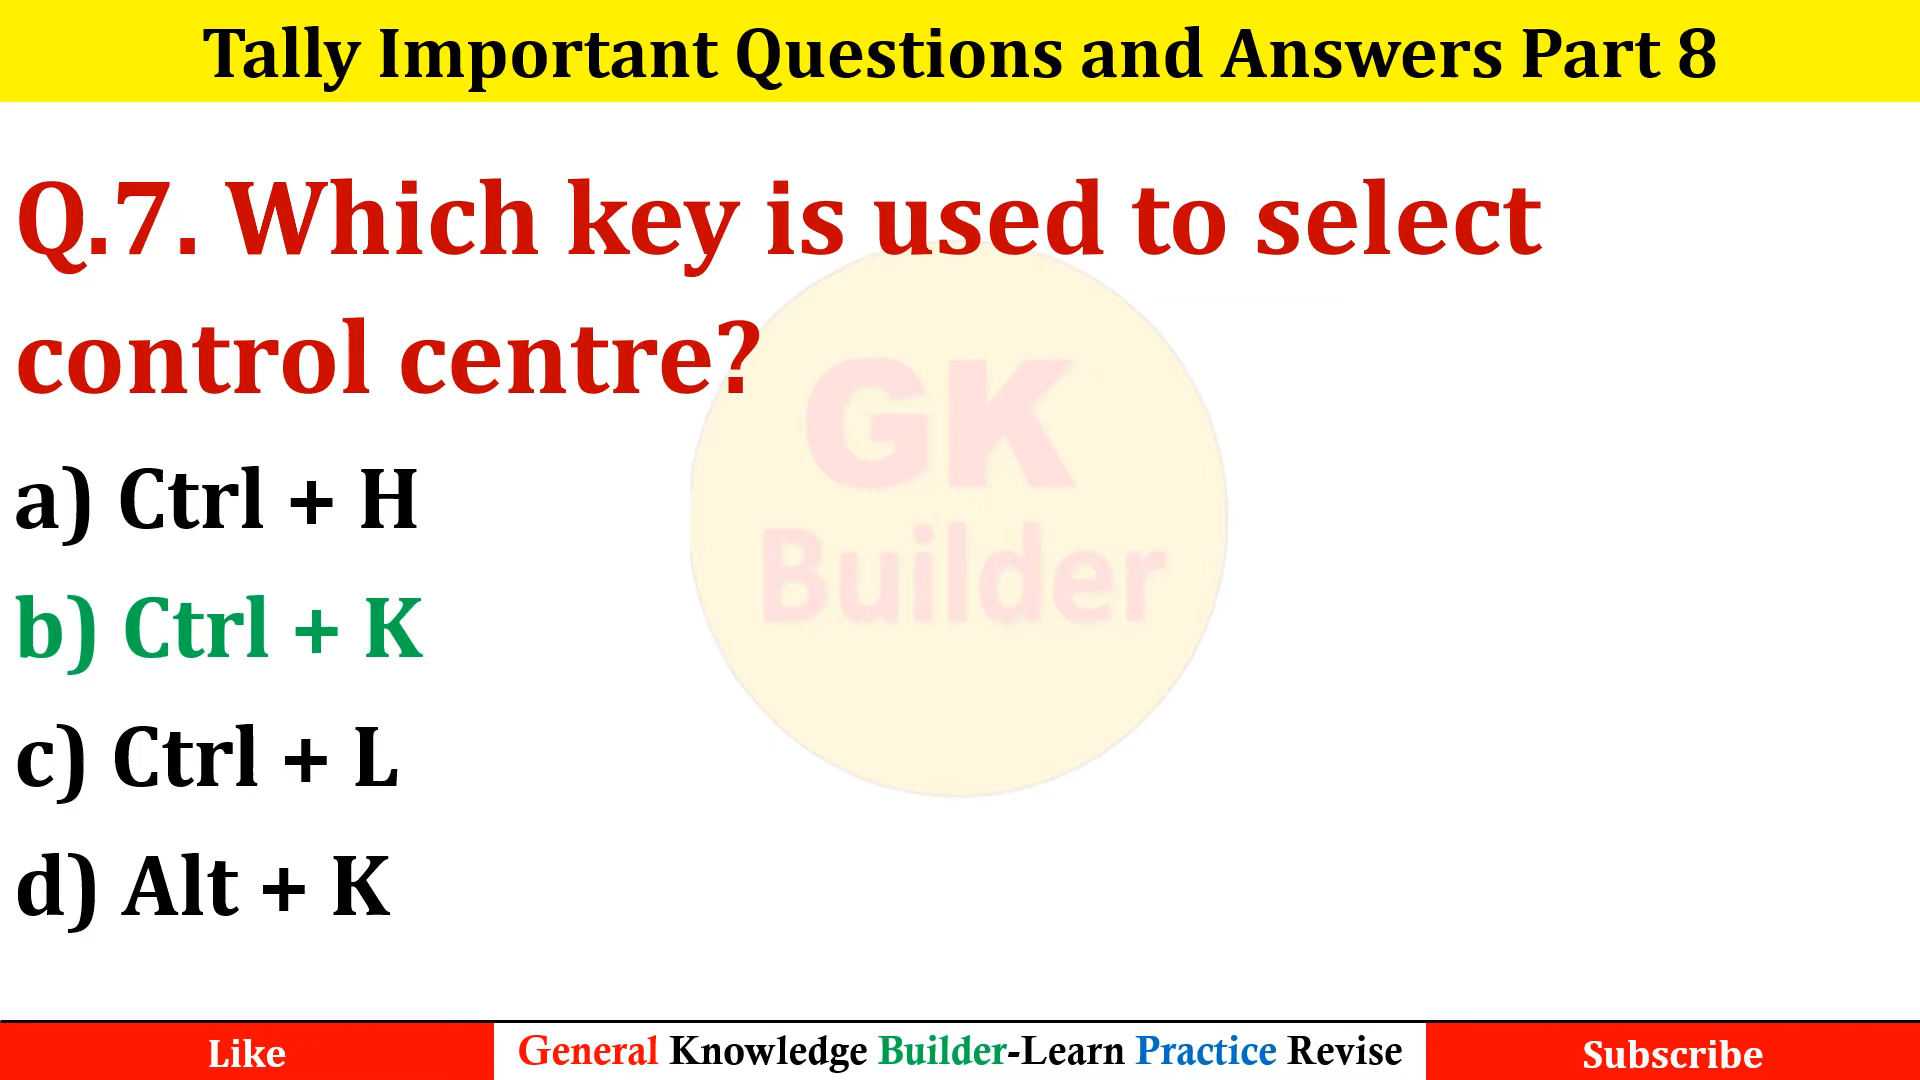 Tally Important Questions and Answers Part 8
Q.7. Which key is used to select
control centre?
a) Ctrl + H
b) Ctrl + K
c) Ctrl + L
d) Alt + K
GK
Builder
Like
General Knowledge Builder-Learn Practice Revise
Subscribe